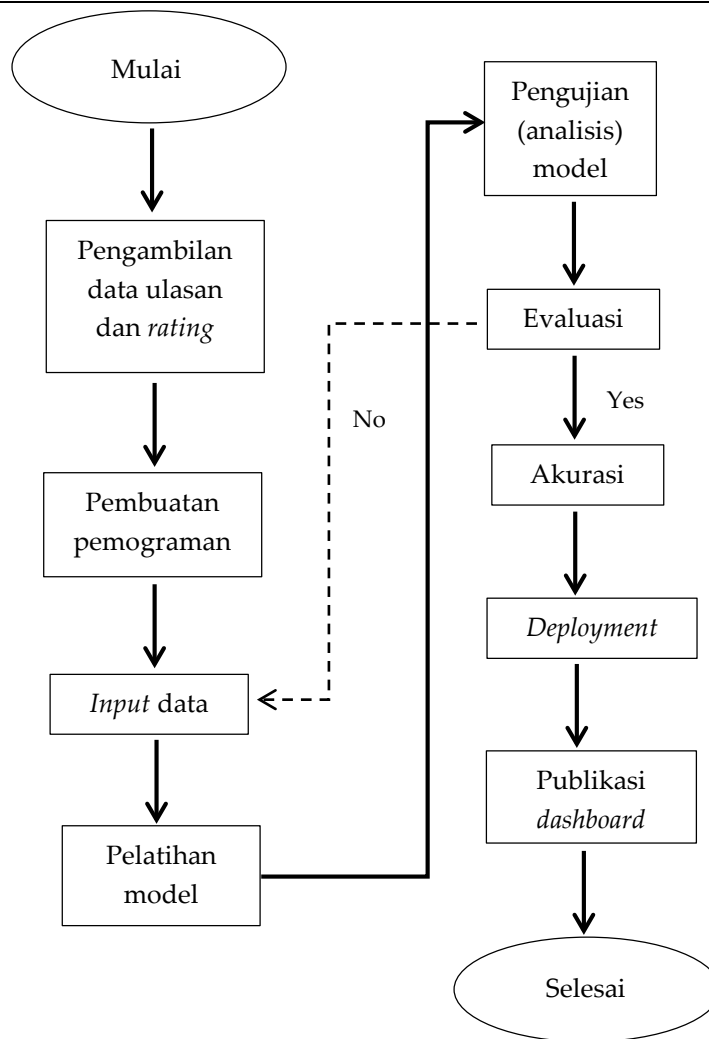 Mulai
Pengambilan
data ulasan
dan rating
Pembuatan
pemograman
Input data
Pelatihan
model
No
Pengujian
(analisis)
model
Evaluasi
Yes
Akurasi
Deployment
Publikasi
dashboard
Selesai